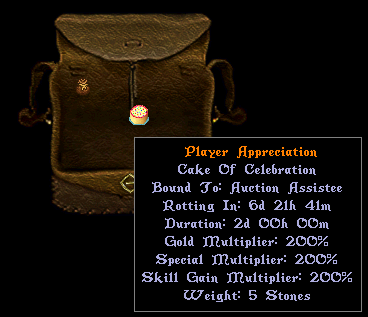 Player Appreciation
Cake Of Celebration
Bound To: Auction Assistee
Rotting In: 6d 21h 41m
Duration: 2d 00h 00m
Gold Multiplier: 200%
Special Multiplier: 200%
Skill Gain Multiplier: 200%
Weight: 5 Stones